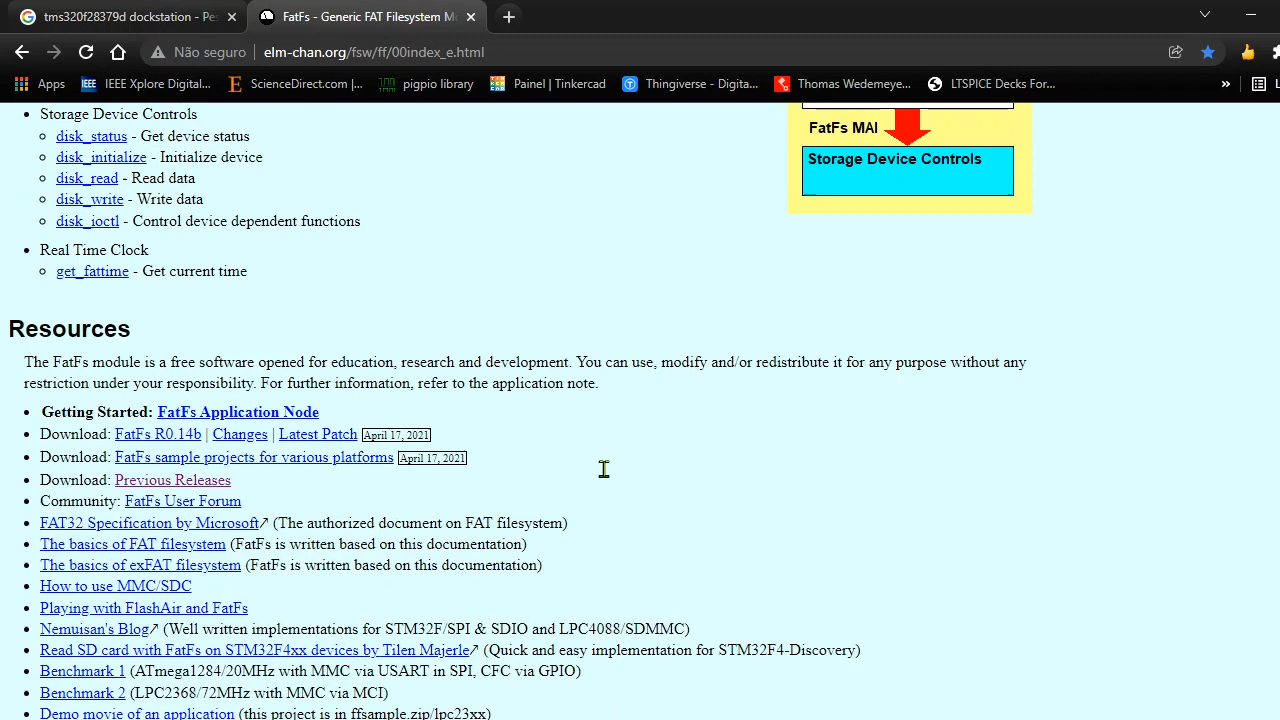 tms320f28379d dockstation - Pes
FatFs - Generic FAT Filesystem Mo
Não seguro
elm-chan.org/fsw/ff/00index_e.html
Apps
IEEE Xplore Digital...
ScienceDirect.com |...
pigpio library
Painel | Tinkercad
Thingiverse - Digita...
Thomas Wedemeye...
LTSPICE Decks For...
»
Storage Device Controls
disk_status - Get device status
disk_initialize - Initialize device
disk_read - Read data
disk_write - Write data
disk_ioctl - Control device dependent functions
Real Time Clock
get_fattime - Get current time
FatFs MAI
Storage Device Controls
Resources
The FatFs module is a free software opened for education, research and development. You can use, modify and/or redistribute it for any purpose without any
restriction under your responsibility. For further information, refer to the application note.
Getting Started: FatFs Application Node
Download: FatFs R0.14b | Changes | Latest Patch April 17, 2021
Download: FatFs sample projects for various platforms April 17, 2021
Download: Previous Releases
Community: FatFs User Forum
FAT32 Specification by Microsoft↗ (The authorized document on FAT filesystem)
The basics of FAT filesystem (FatFs is written based on this documentation)
The basics of exFAT filesystem (FatFs is written based on this documentation)
How to use MMC/SDC
Playing with FlashAir and FatFs
Nemuisan's Blog↗ (Well written implementations for STM32F/SPI & SDIO and LPC4088/SDMMC)
Read SD card with FatFs on STM32F4xx devices by Tilen Majerle↗ (Quick and easy implementation for STM32F4-Discovery)
Benchmark 1 (ATmega1284/20MHz with MMC via USART in SPI, CFC via GPIO)
Benchmark 2 (LPC2368/72MHz with MMC via MCI)
Demo movie of an application (this project is in ffsample.zip/lpc23xx)